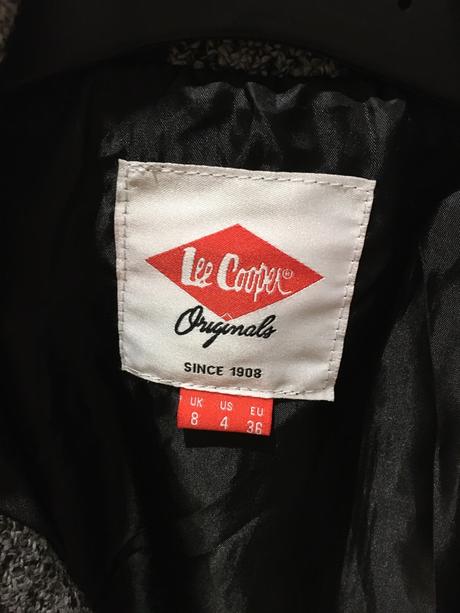 Lee Cooper®
Originals
SINCE 1908
UK US EU
8 4 36